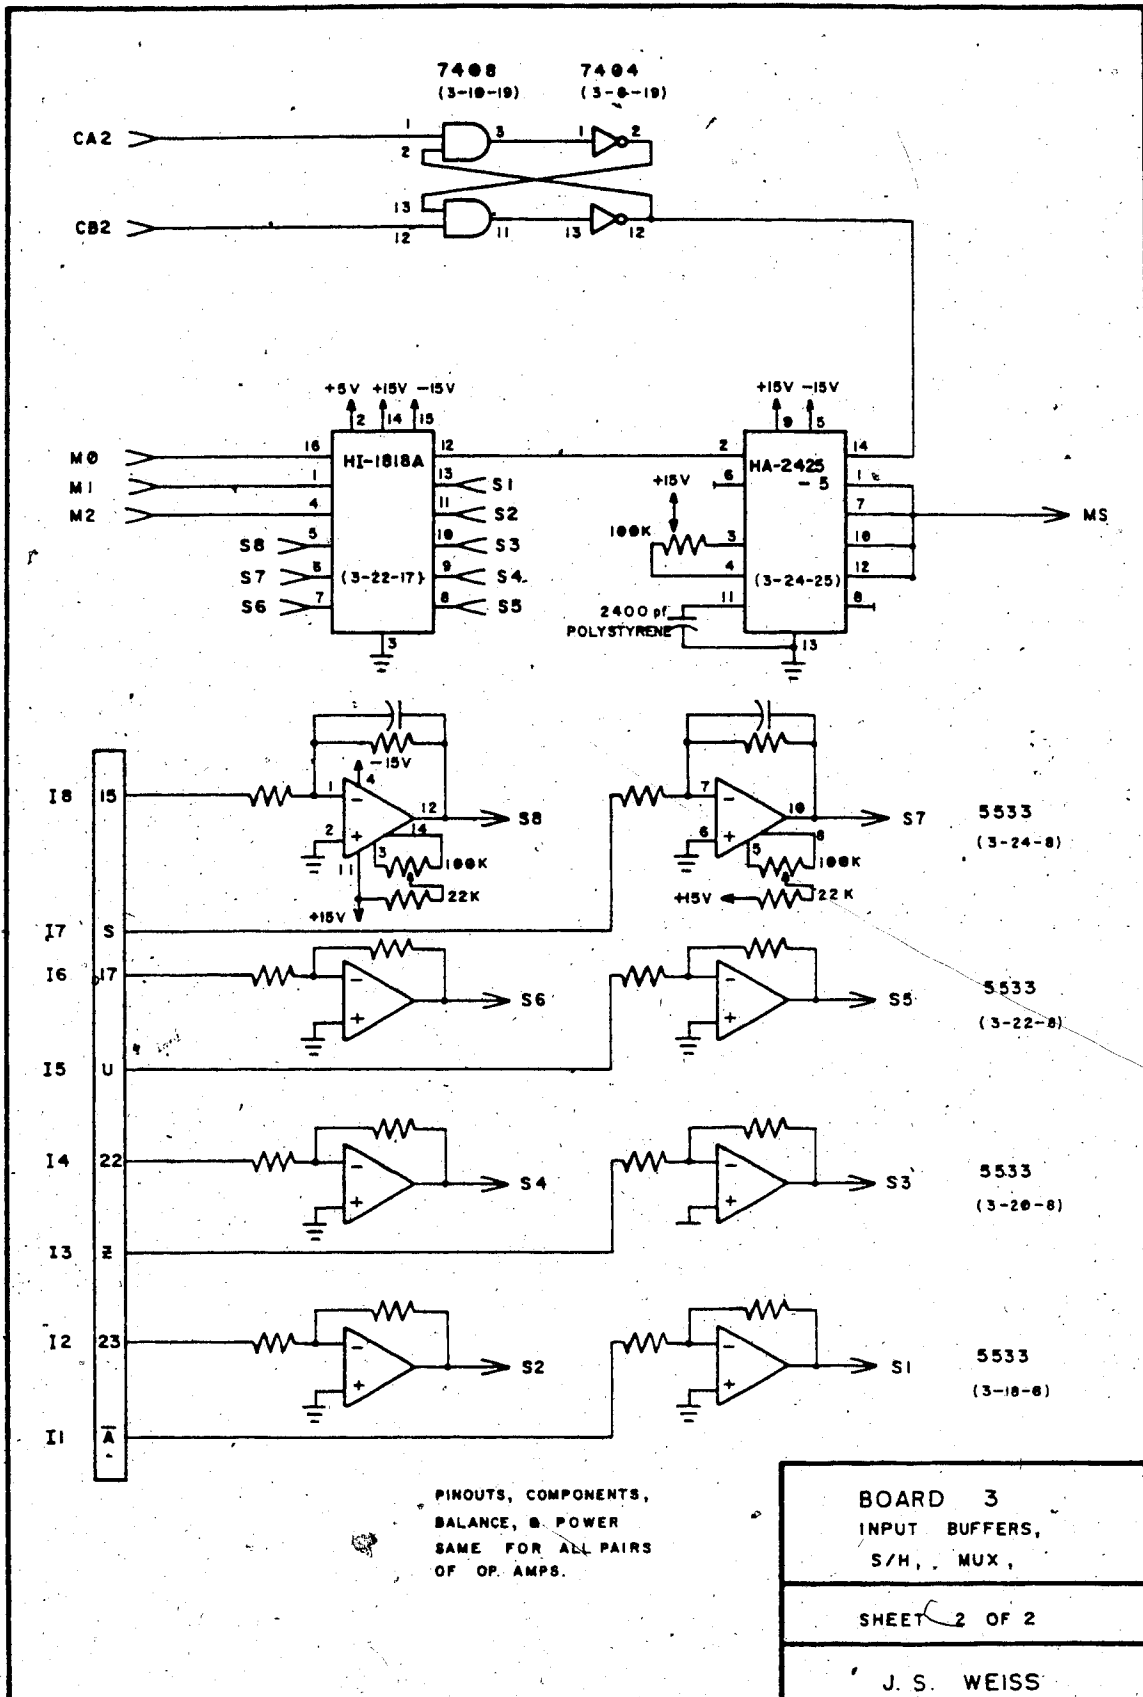 7408 7404
(3-10-19) (3-8-19)
CA2 1 3 1 2
2
13
CB2 12 11 13 12
+5V +15V -15V +15V -15V
2 14 15 9 5
M0 16 HI-1818A 12 2 HA-2425 14
M1 1 13 S1 6 -5 1
M2 4 11 S2 +15V 7 MS
S8 5 10 S3 100K 3 10
S7 6 (3-22-17) 9 S4 4 (3-24-25) 12
S6 7 8 S5 11 8
2400 pf
POLYSTYRENE
3 13
-15V
I8 15 1 - 4 12 S8 7 - 10 S7 5533
2 + 14 6 + 8 (3-24-8)
11 3 100K 5 100K
22K +15V 22K
+15V
I7 S
I6 17 - + S6 - + S5 5533
(3-22-8)
I5 U
I4 22 - + S4 - + S3 5533
(3-20-8)
I3 Z
I2 23 - + S2 - + S1 5533
(3-18-8)
I1 A
PINOUTS, COMPONENTS,
BALANCE, & POWER
SAME FOR ALL PAIRS
OF OP. AMPS.
BOARD 3
INPUT BUFFERS,
S/H, MUX,
SHEET 2 OF 2
J. S. WEISS